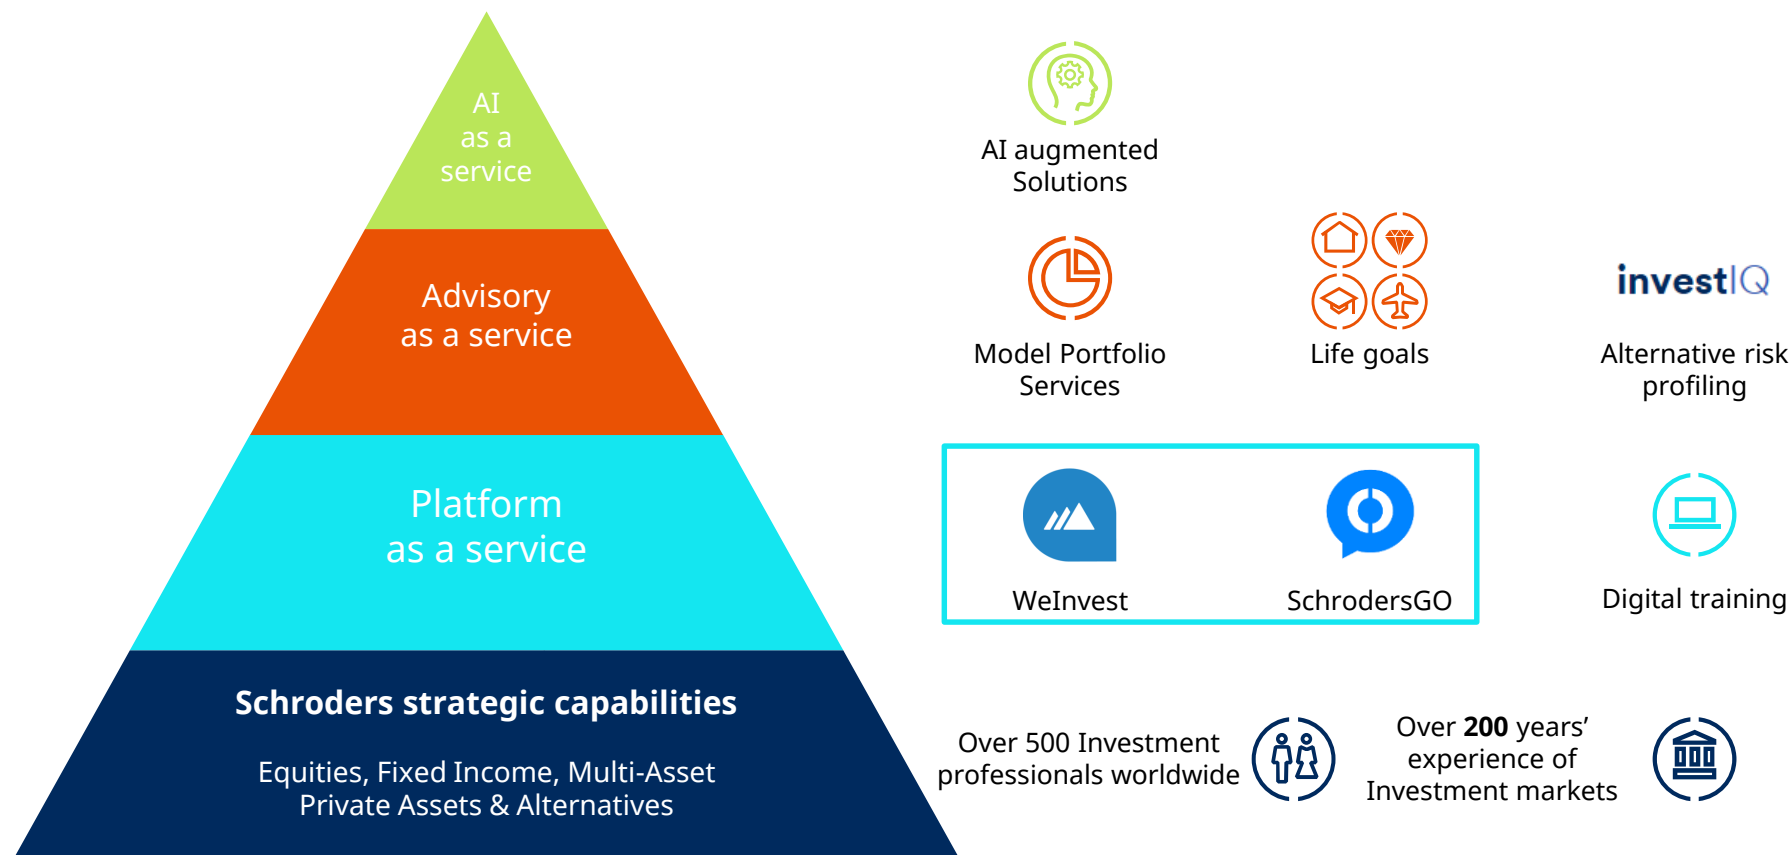 AI
as a
service
AI augmented
Solutions
Advisory
as a service
Model Portfolio
Services
Life goals
investIQ
Alternative risk
profiling
Platform
as a service
WeInvest
SchrodersGO
Digital training
Schroders strategic capabilities
Equities, Fixed Income, Multi-Asset
Private Assets & Alternatives
Over 500 Investment
professionals worldwide
Over 200 years’
experience of
Investment markets